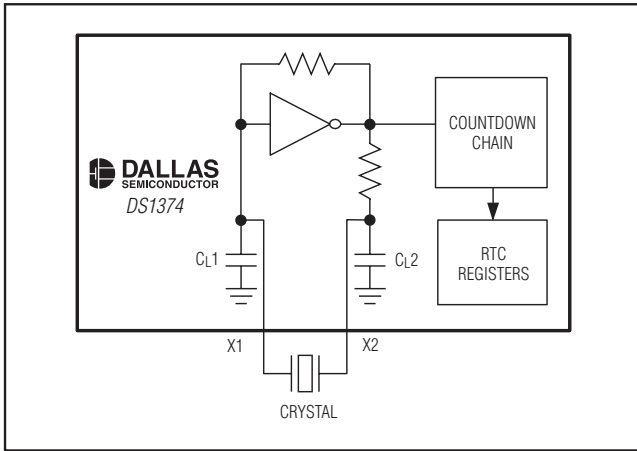 DALLAS
SEMICONDUCTOR
DS1374
COUNTDOWN
CHAIN
RTC
REGISTERS
CL1
CL2
X1
X2
CRYSTAL